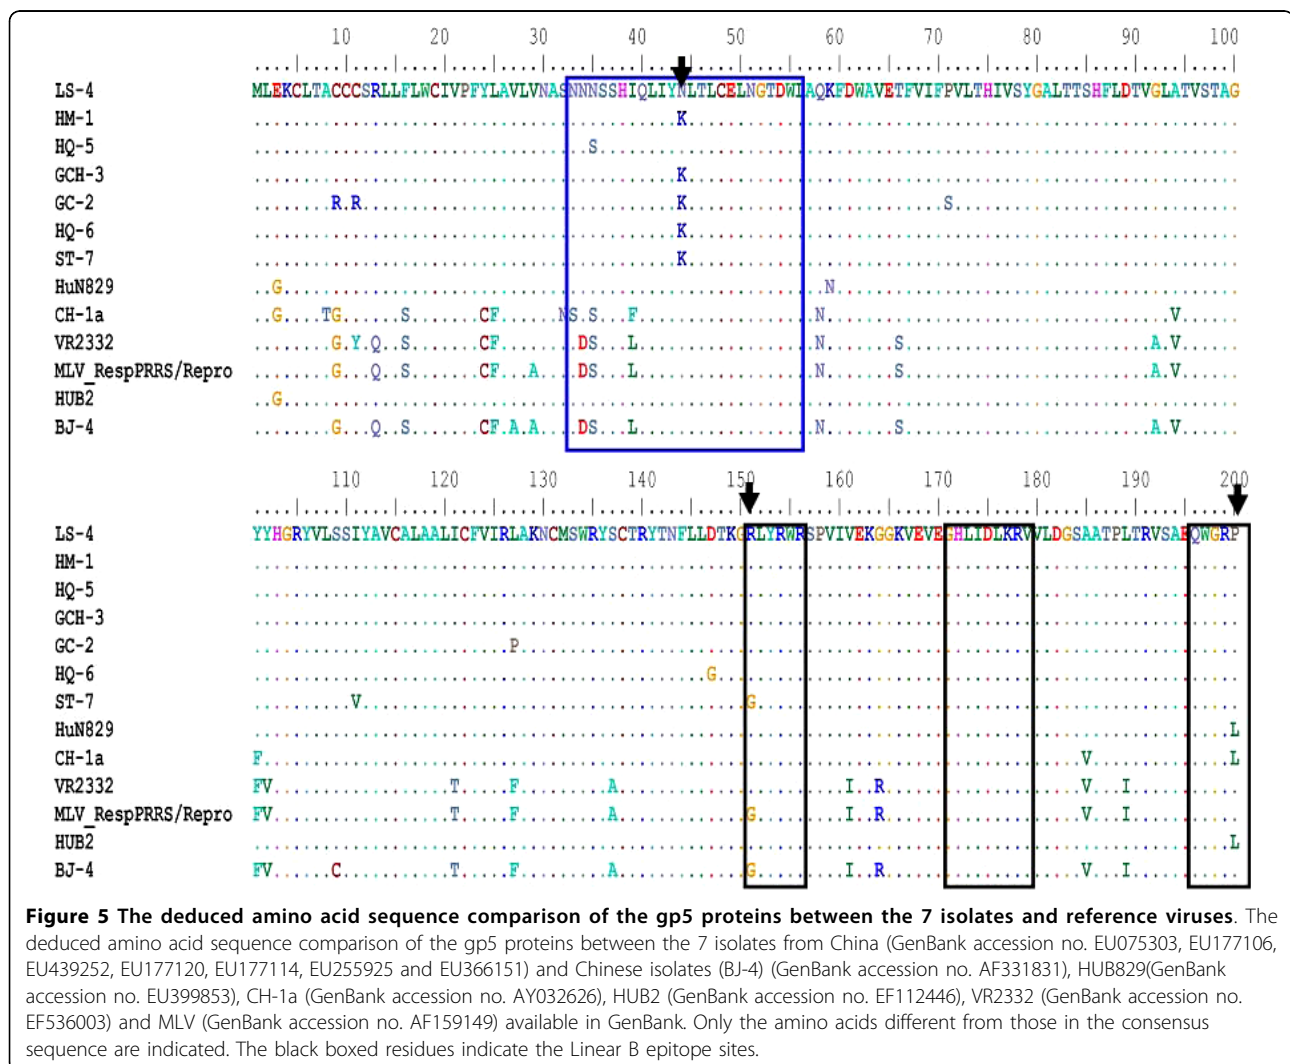 10 20 30 40 50 60 70 80 90 100
LS-4 MLEKCLTACCCSRLLFLWCIVPFYLAVLVNASNNNSSHIQLIYNLTLCELNGTDWLAQKFDWAVETFVIFPVLTHIVSYGALTTSHFLDTVGLATVSTAG
HM-1 K
HQ-5 S
GCH-3 K
GC-2 R.R K S
HQ-6 K
ST-7 K
HuN829 G N
CH-1a G TG S CF NS.S F N V
VR2332 G.Y.Q S CF DS L N S A.V
MLV_RespPRRS/Repro G Q S CF A DS L N S A.V
HUB2 G
BJ-4 G Q S CF.A.A DS L N S A.V
110 120 130 140 150 160 170 180 190 200
LS-4 YYHGRYVLSSIYAVCALAALICFVIRLAKNCMSWRYSCTRYTNFLLDTKGRLYRWRSPVIVEKGGKVEVEGHLIDLKRVVLDGSAATPLTRVSAEQWGRP
HM-1
HQ-5
GCH-3
GC-2 P
HQ-6 G
ST-7 V G
HuN829 L
CH-1a F V L
VR2332 FV T F A I R V I
MLV_RespPRRS/Repro FV T F A G I R V I
HUB2 L
BJ-4 FV C T F A G I R V I
Figure 5 The deduced amino acid sequence comparison of the gp5 proteins between the 7 isolates and reference viruses. The
deduced amino acid sequence comparison of the gp5 proteins between the 7 isolates from China (GenBank accession no. EU075303, EU177106,
EU439252, EU177120, EU177114, EU255925 and EU366151) and Chinese isolates (BJ-4) (GenBank accession no. AF331831), HUB829(GenBank
accession no. EU399853), CH-1a (GenBank accession no. AY032626), HUB2 (GenBank accession no. EF112446), VR2332 (GenBank accession no.
EF536003) and MLV (GenBank accession no. AF159149) available in GenBank. Only the amino acids different from those in the consensus
sequence are indicated. The black boxed residues indicate the Linear B epitope sites.